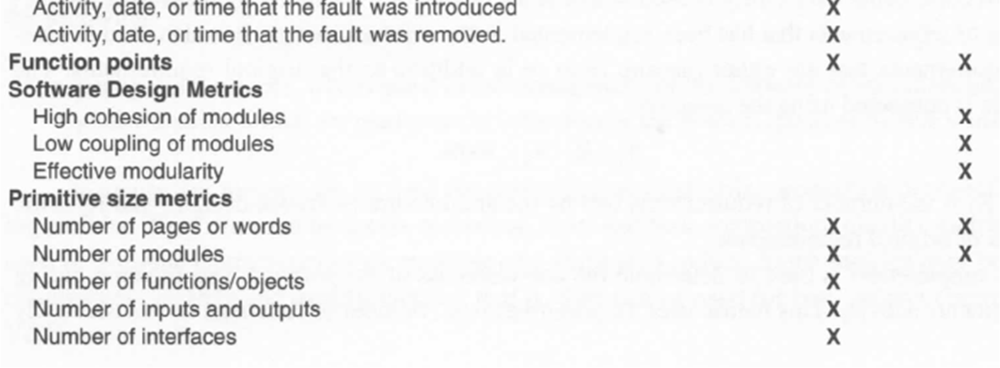 Activity, date, or time that the fault was introduced X
Activity, date, or time that the fault was removed. X
Function points X X
Software Design Metrics
High cohesion of modules X
Low coupling of modules X
Effective modularity X
Primitive size metrics
Number of pages or words X X
Number of modules X X
Number of functions/objects X
Number of inputs and outputs X
Number of interfaces X